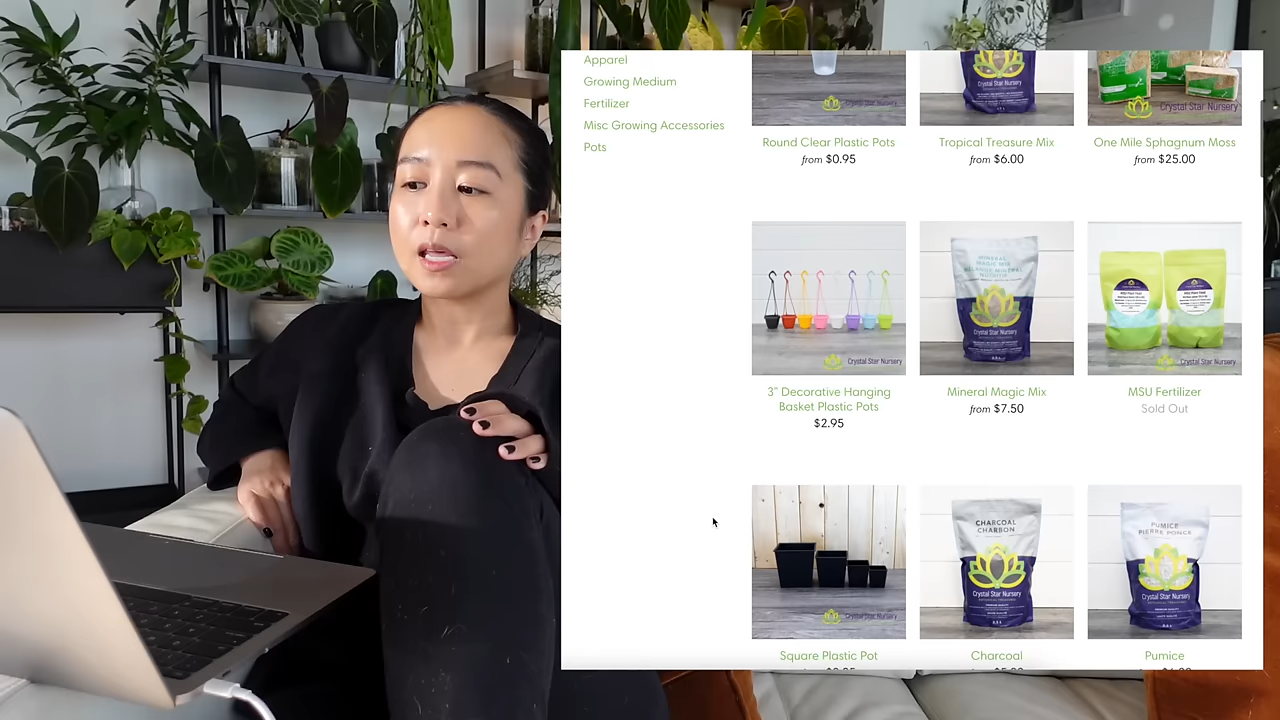 Apparel
Growing Medium
Fertilizer
Misc Growing Accessories
Pots
Crystal Star Nursery
Crystal Star Nursery
Round Clear Plastic Pots
from $0.95
Tropical Treasure Mix
from $6.00
One Mile Sphagnum Moss
from $25.00
MINERAL
MAGIC MIX
MÉLANGE MINÉRAL
NUTRITIF
Crystal Star Nursery
Crystal Star Nursery
Crystal Star Nursery
3" Decorative Hanging
Basket Plastic Pots
$2.95
Mineral Magic Mix
from $7.50
MSU Fertilizer
Sold Out
CHARCOAL
CHARBON
Crystal Star Nursery
PUMICE
PIERRE PONCE
Crystal Star Nursery
Crystal Star Nursery
Square Plastic Pot
Charcoal
Pumice